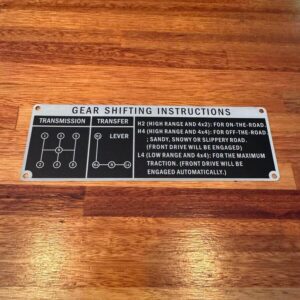 GEAR SHIFTING INSTRUCTIONS
TRANSMISSION
TRANSFER
LEVER
H2 (HIGH RANGE AND 4x2): FOR ON-THE-ROAD.
H4 (HIGH RANGE AND 4x4): FOR OFF-THE-ROAD
; SANDY, SNOWY OR SLIPPERY ROAD.
(FRONT DRIVE WILL BE ENGAGED)
L4 (LOW RANGE AND 4x4): FOR THE MAXIMUM
TRACTION. (FRONT DRIVE WILL BE
ENGAGED AUTOMATICALLY.)